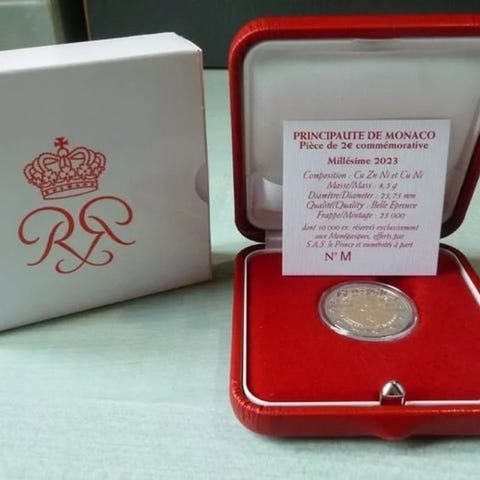 PRINCIPAUTE DE MONACO
Pièce de 2€ commémorative
Millésime 2023
Composition : Cu Zn Ni et Cu Ni
Masse/Mass : 8,5 g
Diamètre/Diameter : 25,75 mm
Qualité/Quality : Belle Epreuve
Frappe/Mintage : 25 000
dont 10 000 ex. réservés exclusivement
aux Monégasques, offerts par
S.A.S. le Prince et numérotés à part
N° M